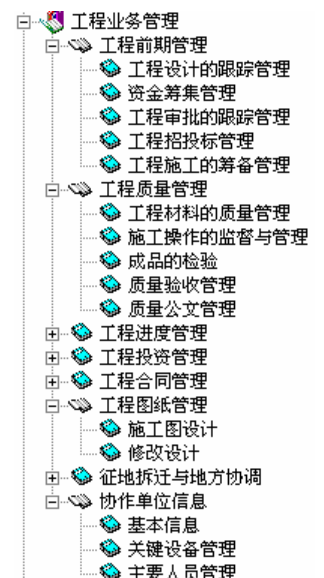 工程业务管理
工程前期管理
工程设计的跟踪管理
资金筹集管理
工程审批的跟踪管理
工程招投标管理
工程施工的筹备管理
工程质量管理
工程材料的质量管理
施工操作的监督与管理
成品的检验
质量验收管理
质量公文管理
工程进度管理
工程投资管理
工程合同管理
工程图纸管理
施工图设计
修改设计
征地拆迁与地方协调
协作单位信息
基本信息
关键设备管理
主要人员管理